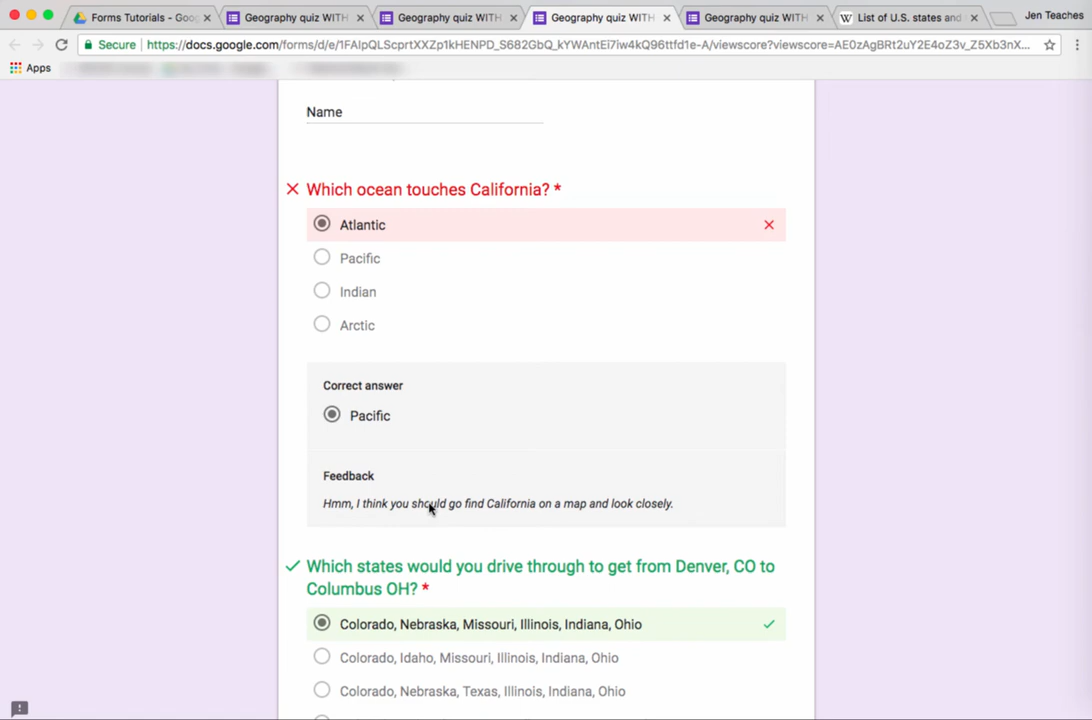 Forms Tutorials - Goo
Geography quiz WITH
Geography quiz WITH
Geography quiz WITH
Geography quiz WITH
List of U.S. states and
Jen Teaches
Secure
https://docs.google.com/forms/d/e/1FAIpQLScprtXXZp1kHENPD_S682GbQ_kYWAntEi7iw4kQ96ttfd1e-A/viewscore?viewscore=AE0zAgBRt2uY2E4oZ3v_Z5Xb3nX...
Apps
Name
Which ocean touches California? *
Atlantic
Pacific
Indian
Arctic
Correct answer
Pacific
Feedback
Hmm, I think you should go find California on a map and look closely.
Which states would you drive through to get from Denver, CO to
Columbus OH? *
Colorado, Nebraska, Missouri, Illinois, Indiana, Ohio
Colorado, Idaho, Missouri, Illinois, Indiana, Ohio
Colorado, Nebraska, Texas, Illinois, Indiana, Ohio